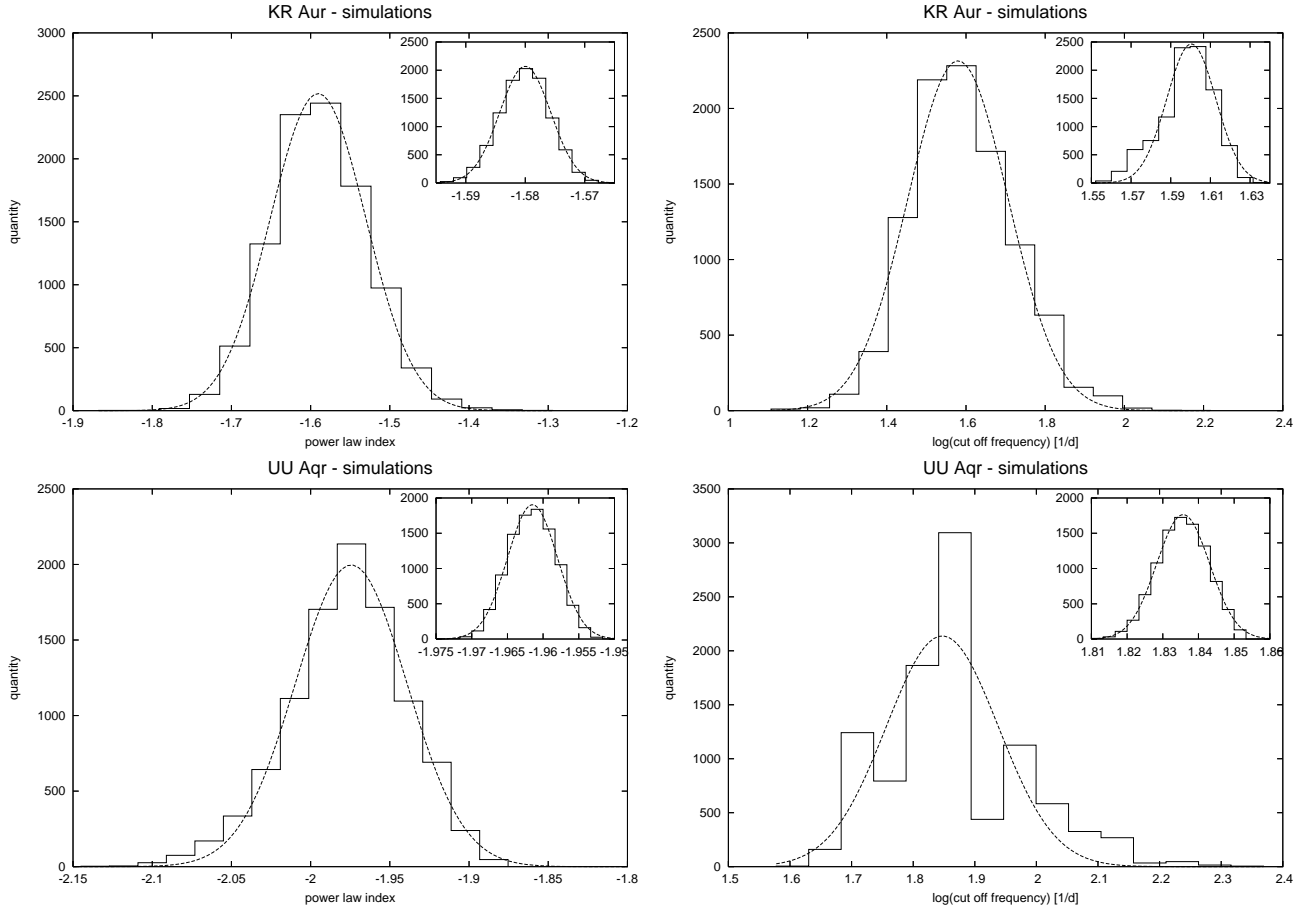 KR Aur - simulations
3000
2500
2000
1500
1000
500
0
quantity
-1.9 -1.8 -1.7 -1.6 -1.5 -1.4 -1.3 -1.2
power law index
2500
2000
1500
1000
500
0
-1.59 -1.58 -1.57
KR Aur - simulations
2500
2000
1500
1000
500
0
quantity
1 1.2 1.4 1.6 1.8 2 2.2 2.4
log(cut off frequency) [1/d]
2500
2000
1500
1000
500
0
1.55 1.57 1.59 1.61 1.63
UU Aqr - simulations
2500
2000
1500
1000
500
0
quantity
-2.15 -2.1 -2.05 -2 -1.95 -1.9 -1.85 -1.8
power law index
2000
1500
1000
500
0
-1.975 -1.97 -1.965 -1.96 -1.955 -1.95
UU Aqr - simulations
3500
3000
2500
2000
1500
1000
500
0
quantity
1.5 1.6 1.7 1.8 1.9 2 2.1 2.2 2.3 2.4
log(cut off frequency) [1/d]
2000
1500
1000
500
0
1.81 1.82 1.83 1.84 1.85 1.86